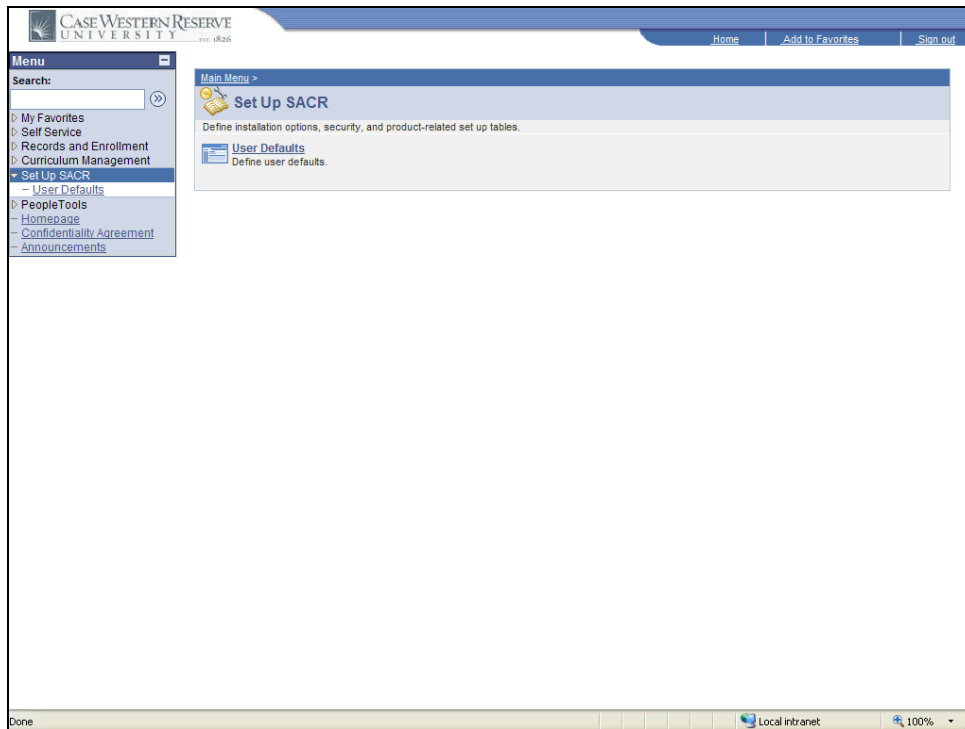 CASE WESTERN RESERVE
UNIVERSITY EST. 1826
Home Add to Favorites Sign out
Menu
Search:
My Favorites
Self Service
Records and Enrollment
Curriculum Management
Set Up SACR
User Defaults
PeopleTools
Homepage
Confidentiality Agreement
Announcements
Main Menu >
Set Up SACR
Define installation options, security, and product-related set up tables.
User Defaults
Define user defaults.
Done Local intranet 100%